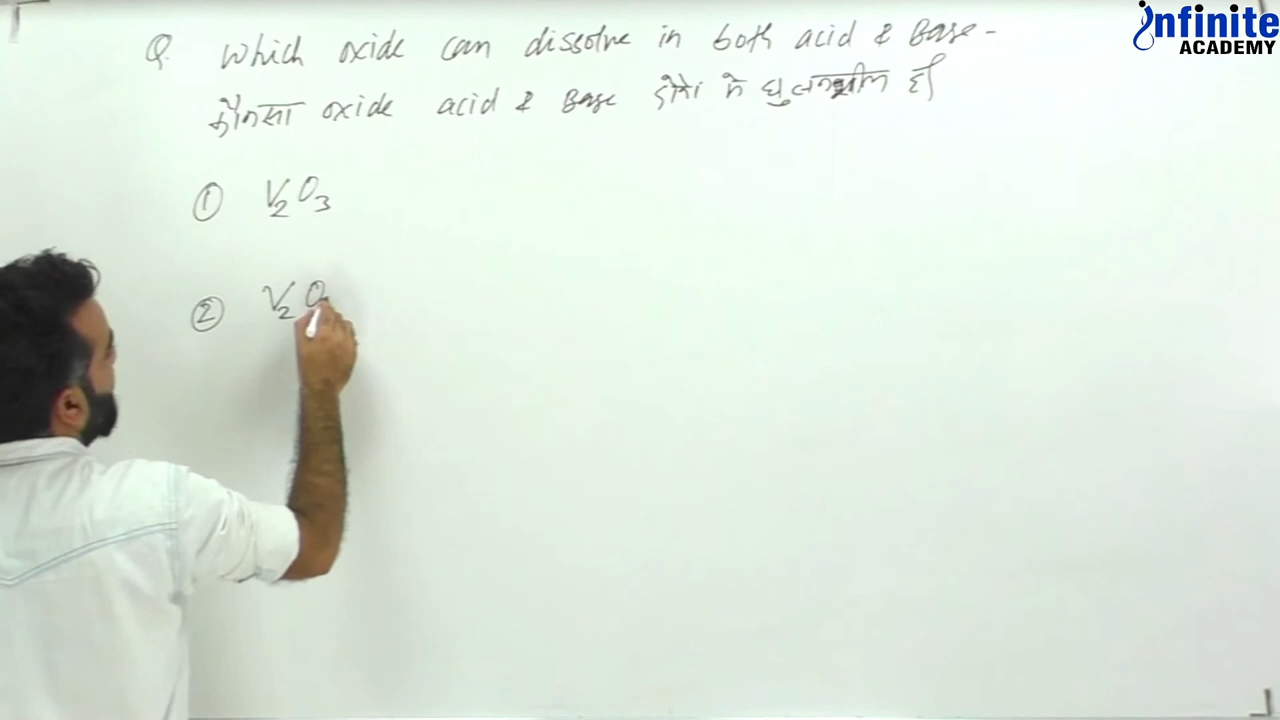 infinite
ACADEMY
Q. Which oxide can dissolve in both acid & Base -
कौनसा oxide acid & Base दोनो मे घुलनशील है
① V₂O₃
② V₂O